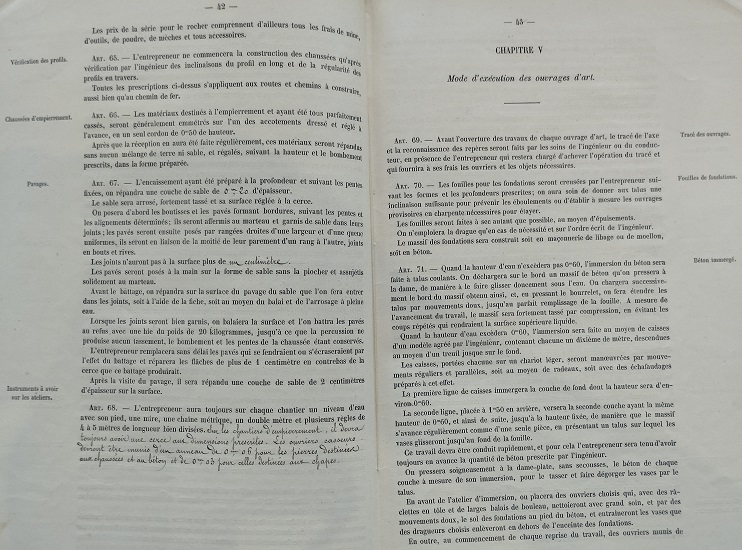 — 42 —
Les prix de la série pour le rocher comprennent d'ailleurs tous les frais de mine,
d'outils, de poudre, de mèches et tous accessoires.
Vérification des profils.
ART. 65. — L'entrepreneur ne commencera la construction des chaussées qu'après
vérification par l'ingénieur des inclinaisons du profil en long et de la régularité des
profils en travers.
Toutes les prescriptions ci-dessus s'appliquent aux routes et chemins à construire,
aussi bien qu'au chemin de fer.
Chaussées d'empierrement.
ART. 66. — Les matériaux destinés à l'empierrement et ayant été tous parfaitement
cassés, seront généralement emmétrés sur l'un des accotements dressé et réglé à
l'avance, en un seul cordon de 0m50 de hauteur.
Après que la réception en aura été faite régulièrement, ces matériaux seront répandus
sans aucun mélange de terre ni sable, et régalés, suivant la hauteur et le bombement
prescrits, dans la forme préparée.
Pavages.
ART. 67. — L'encaissement ayant été préparé à la profondeur et suivant les pentes
fixées, on répandra une couche de sable de 0m20 d'épaisseur.
Le sable sera arrosé, fortement tassé et sa surface réglée à la cerce.
On posera d'abord les boutisses et les pavés formant bordures, suivant les pentes et
les alignements déterminés; ils seront affermis au marteau et garnis de sable dans leurs
joints; les pavés seront ensuite posés par rangées droites d'une largeur et d'une queue
uniformes, ils seront en liaison de la moitié de leur parement d'un rang à l'autre, joints
en bouts et rives.
Les joints n'auront pas à la surface plus de un centimètre.
Les pavés seront posés à la main sur la forme de sable sans la piocher et assujetis
solidement au marteau.
Avant le battage, on répandra sur la surface du pavage du sable que l'on fera entrer
dans les joints, soit à l'aide de la fiche, soit au moyen du balai et de l'arrosage à pleine
eau.
Lorsque les joints seront bien garnis, on balaiera la surface et l'on battra les pavés
au refus avec une hie du poids de 20 kilogrammes, jusqu'à ce que la percussion ne
produise aucun tassement, le bombement et les pentes de la chaussée étant conservés.
L'entrepreneur remplacera sans délai les pavés qui se fendraient ou s'écraseraient par
l'effet du battage et réparera les flaches de plus de 1 centimètre en contrebas de la
cerce que ce battage produirait.
Après la visite du pavage, il sera répandu une couche de sable de 2 centimètres
d'épaisseur sur la surface.
Instruments à avoir
sur les ateliers.
ART. 68. — L'entrepreneur aura toujours sur chaque chantier un niveau d'eau
avec son pied, une mire, une chaîne métrique, un double mètre et plusieurs règles de
4 à 5 mètres de longueur bien divisées. Sur les chantiers d'empierrement, il devra
toujours avoir une cerce aux dimensions prescrites. Les ouvriers casseurs
seront munis d'un anneau de 0m06 pour les pierres destinées
aux chaussées et au béton et de 0m03 pour celles destinées aux chapes.
— 43 —
CHAPITRE V
Mode d'exécution des ouvrages d'art.
Tracé des ouvrages.
ART. 69. — Avant l'ouverture des travaux de chaque ouvrage d'art, le tracé de l'axe
et la reconnaissance des repères seront faits par les soins de l'ingénieur ou du conduc-
teur, en présence de l'entrepreneur qui restera chargé d'achever l'opération du tracé et
qui fournira à ses frais les ouvriers et les objets nécessaires.
Fouilles de fondations.
ART. 70. — Les fouilles pour les fondations seront creusées par l'entrepreneur sui-
vant les formes et les profondeurs prescrites; on aura soin de donner aux talus une
inclinaison suffisante pour prévenir les éboulements ou d'établir à mesure les ouvrages
provisoires en charpente nécessaires pour étayer.
Les fouilles seront faites à sec autant que possible, au moyen d'épuisements.
On n'emploiera la drague qu'en cas de nécessité et sur l'ordre écrit de l'ingénieur.
Le massif des fondations sera construit soit en maçonnerie de libage ou de moellon,
soit en béton.
Béton immergé.
ART. 71. — Quand la hauteur d'eau n'excédera pas 0m60, l'immersion du béton sera
faite à talus coulants. On déchargera sur le bord un massif de béton qu'on pressera à
la dame, de manière à le faire glisser doucement sous l'eau. On chargera successive-
ment le bord du massif obtenu ainsi, et, en pressant le bourrelet, on fera étendre les
talus par mouvements doux, jusqu'au parfait remplissage de la fouille. A mesure de
l'avancement du travail, le massif sera fortement tassé par compression, en évitant les
coups répétés qui rendraient la surface supérieure liquide.
Quand la hauteur d'eau excédera 0m60, l'immersion sera faite au moyen de caisses
d'un modèle agréé par l'ingénieur, contenant chacune un dixième de mètre, descendues
au moyen d'un treuil jusque sur le fond.
Les caisses, portées chacune sur un chariot léger, seront manœuvrées par mouve-
ments réguliers et parallèles, soit au moyen de radeaux, soit avec des échafaudages
préparés à cet effet.
La première ligne de caisses immergera la couche de fond dont la hauteur sera d'en-
viron 0m60.
La seconde ligne, placée à 1m50 en arrière, versera la seconde couche ayant la même
hauteur de 0m60, et ainsi de suite, jusqu'à la hauteur fixée, de manière que le massif
s'avance régulièrement comme d'une seule pièce, en présentant un talus sur lequel les
vases glisseront jusqu'au fond de la fouille.
Ce travail devra être conduit rapidement, et pour cela l'entrepreneur sera tenu d'avoir
toujours en avance la quantité de béton prescrite par l'ingénieur.
On pressera soigneusement à la dame-plate, sans secousses, le béton de chaque
couche à mesure de son immersion, pour le tasser et faire dégorger les vases par le
talus.
En avant de l'atelier d'immersion, on placera des ouvriers choisis qui, avec des râ-
clettes en tôle et de larges balais de bouleau, nettoieront avec grand soin, et par des
mouvements doux, le sol des fondations au pied du béton, et entraîneront les vases que
des dragueurs choisis enlèveront en dehors de l'enceinte des fondations.
En outre, au commencement de chaque reprise du travail, des ouvriers munis de